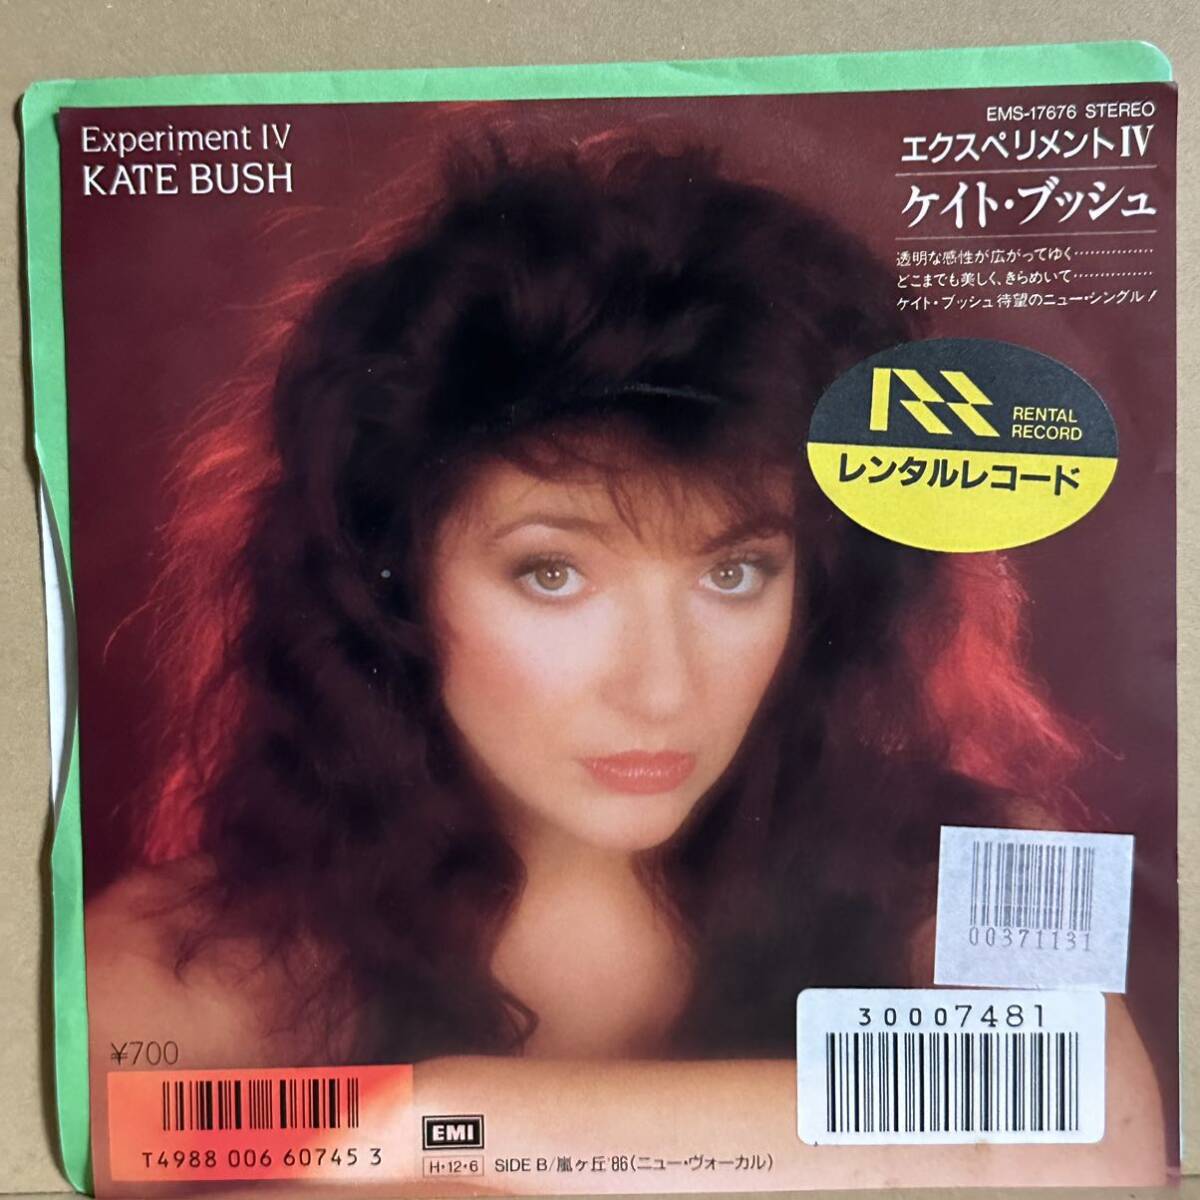 Experiment IV
KATE BUSH
EMS-17676 STEREO
エクスペリメントIV
ケイト・ブッシュ
透明な感性が広がってゆく……………
どこまでも美しく、きらめいて……………
ケイト・ブッシュ待望のニュー・シングル!
RENTAL
RECORD
レンタルレコード
00371131
30007481
¥700
T4988 006 60745 3
EMI
H・12・6
SIDE B/嵐ヶ丘'86(ニュー・ヴォーカル)